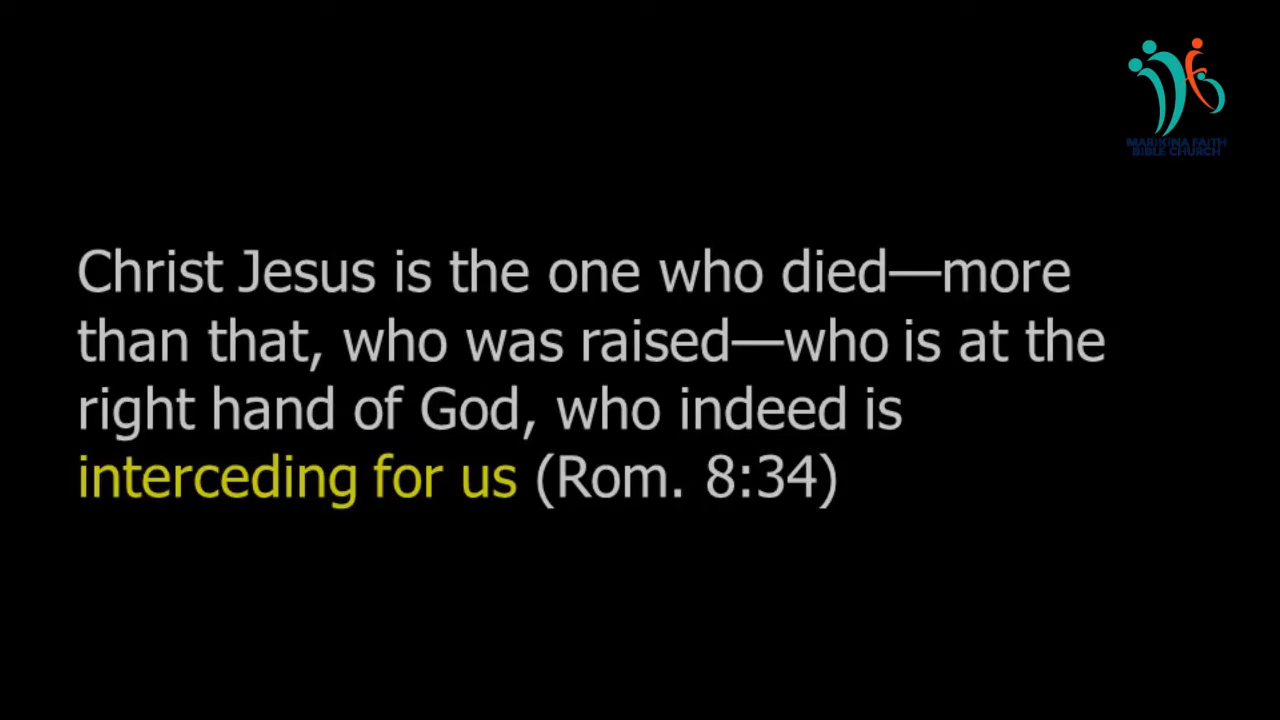 MARIKINA FAITH
BIBLE CHURCH
Christ Jesus is the one who died—more
than that, who was raised—who is at the
right hand of God, who indeed is
interceding for us (Rom. 8:34)